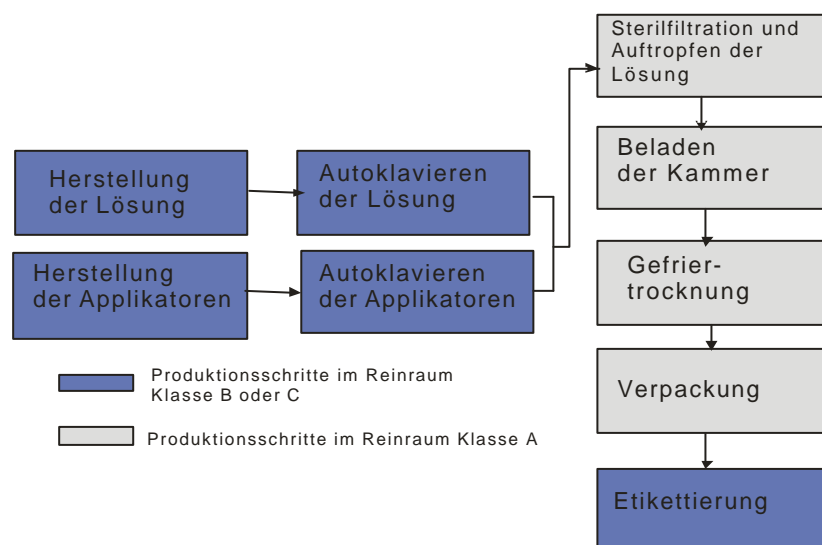 Sterilfiltration und
Auftropfen der
Lösung
Herstellung
der Lösung
Autoklavieren
der Lösung
Beladen
der Kammer
Herstellung
der Applikatoren
Autoklavieren
der Applikatoren
Gefrier-
trocknung
Produktionsschritte im Reinraum
Klasse B oder C
Produktionsschritte im Reinraum Klasse A
Verpackung
Etikettierung